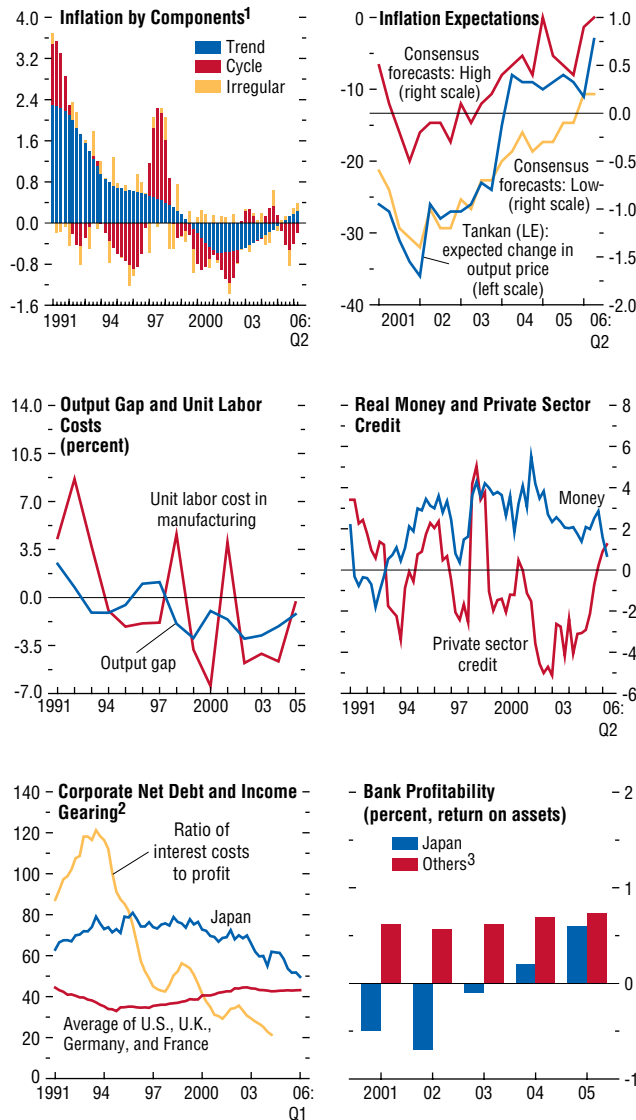 Inflation by Components1
4.0
3.2
2.4
1.6
0.8
0.0
-0.8
-1.6
Trend
Cycle
Irregular
1991
94
97
2000
03
06:
Q2
Inflation Expectations
0
-10
-20
-30
-40
1.0
0.5
0.0
-0.5
-1.0
-1.5
-2.0
Consensus
forecasts: High
(right scale)
Consensus
forecasts: Low-
(right scale)
Tankan (LE):
expected change in
output price
(left scale)
2001
02
03
04
05
06:
Q2
Output Gap and Unit Labor
Costs
(percent)
14.0
10.5
7.0
3.5
0.0
-3.5
-7.0
Unit labor cost in
manufacturing
Output gap
1991
94
97
2000
03
05
Real Money and Private Sector
Credit
8
6
4
2
0
-2
-4
-6
Money
Private sector
credit
1991
94
97
2000
03
06:
Q2
Corporate Net Debt and Income
Gearing2
140
120
100
80
60
40
20
0
Ratio of
interest costs
to profit
Japan
Average of U.S., U.K.,
Germany, and France
1991
94
97
2000
03
06:
Q1
Bank Profitability
(percent, return on assets)
Japan
Others3
2
1
0
-1
2001
02
03
04
05